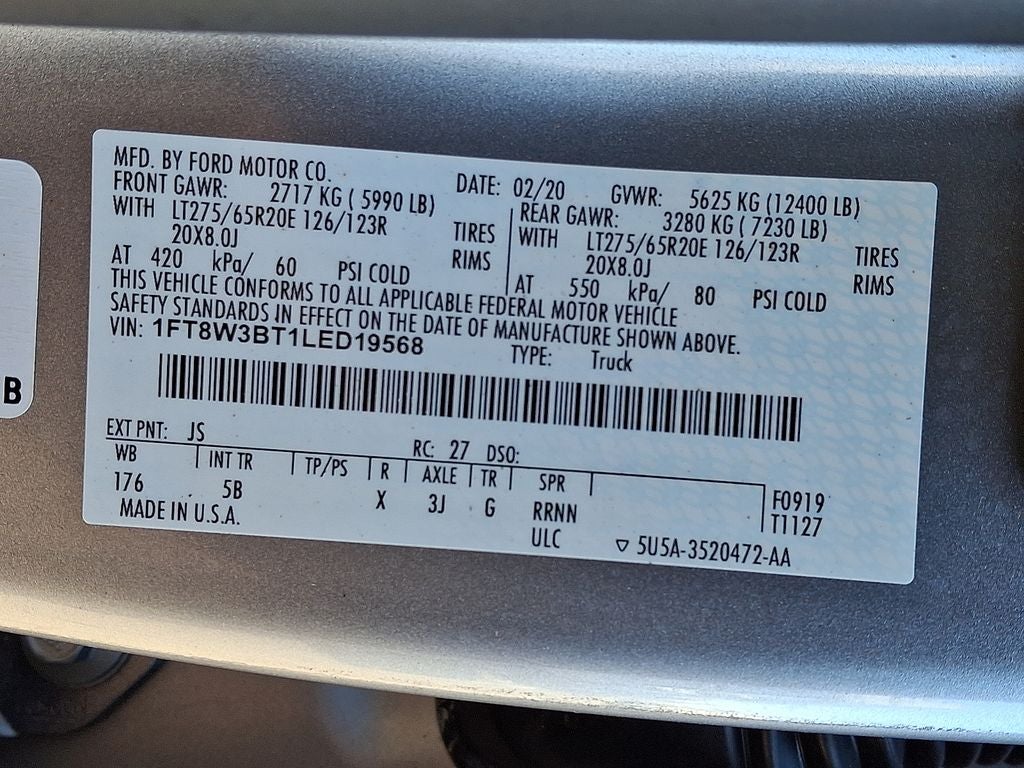 MFD. BY FORD MOTOR CO. DATE: 02/20 GVWR: 5625 KG (12400 LB)
FRONT GAWR: 2717 KG ( 5990 LB) REAR GAWR: 3280 KG ( 7230 LB)
WITH LT275/65R20E 126/123R TIRES WITH LT275/65R20E 126/123R TIRES
20X8.0J RIMS 20X8.0J RIMS
AT 420 kPa/ 60 PSI COLD AT 550 kPa/ 80 PSI COLD
THIS VEHICLE CONFORMS TO ALL APPLICABLE FEDERAL MOTOR VEHICLE
SAFETY STANDARDS IN EFFECT ON THE DATE OF MANUFACTURE SHOWN ABOVE.
VIN: 1FT8W3BT1LED19568 TYPE: Truck
B
EXT PNT: JS RC: 27 DSO:
WB INT TR TP/PS R AXLE TR SPR
176 5B X 3J G RRNN F0919
MADE IN U.S.A. ULC T1127
▽ 5U5A-3520472-AA